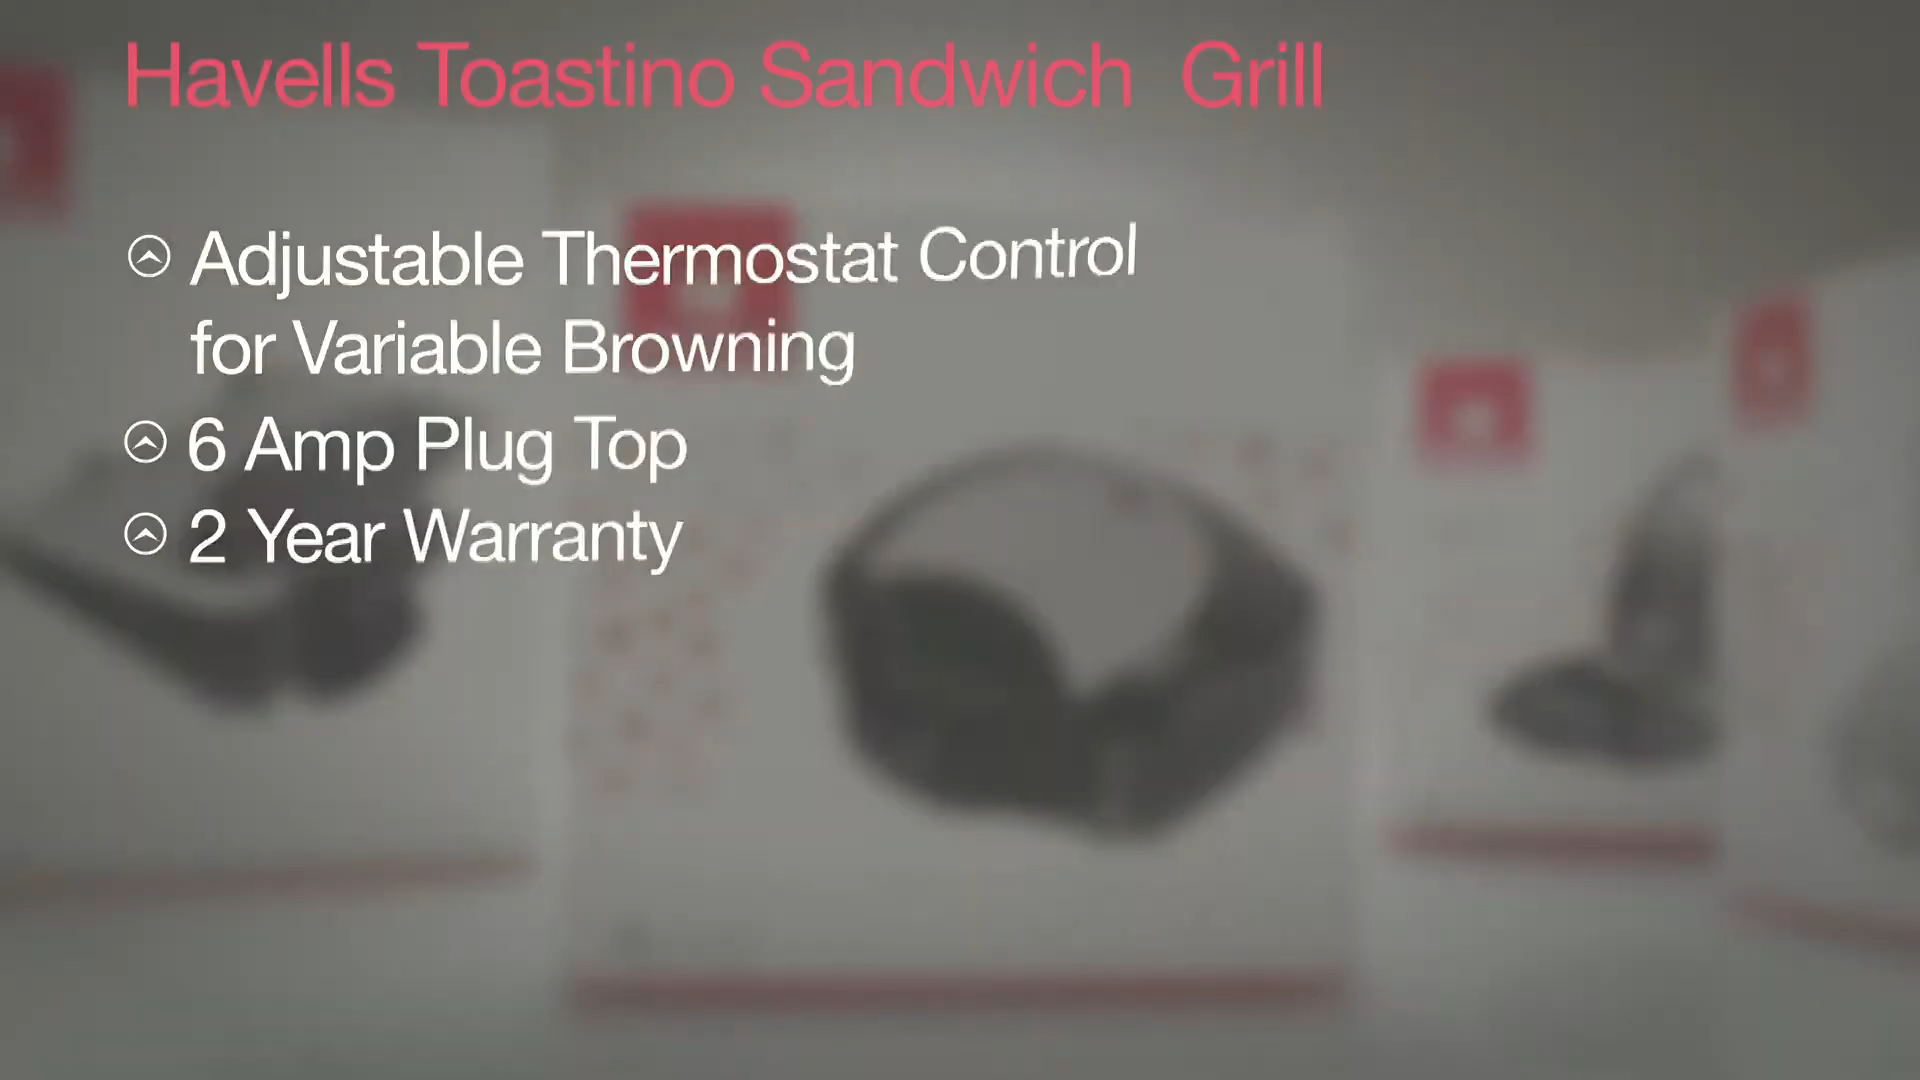 Havells Toastino Sandwich Grill
Adjustable Thermostat Control
for Variable Browning
6 Amp Plug Top
2 Year Warranty